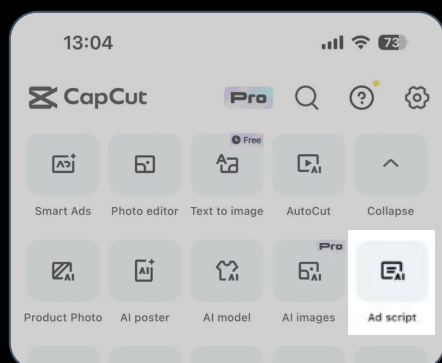 13:04 73
CapCut Pro
Free
Smart Ads Photo editor Text to image AutoCut Collapse
Pro
Product Photo AI poster AI model AI images Ad script